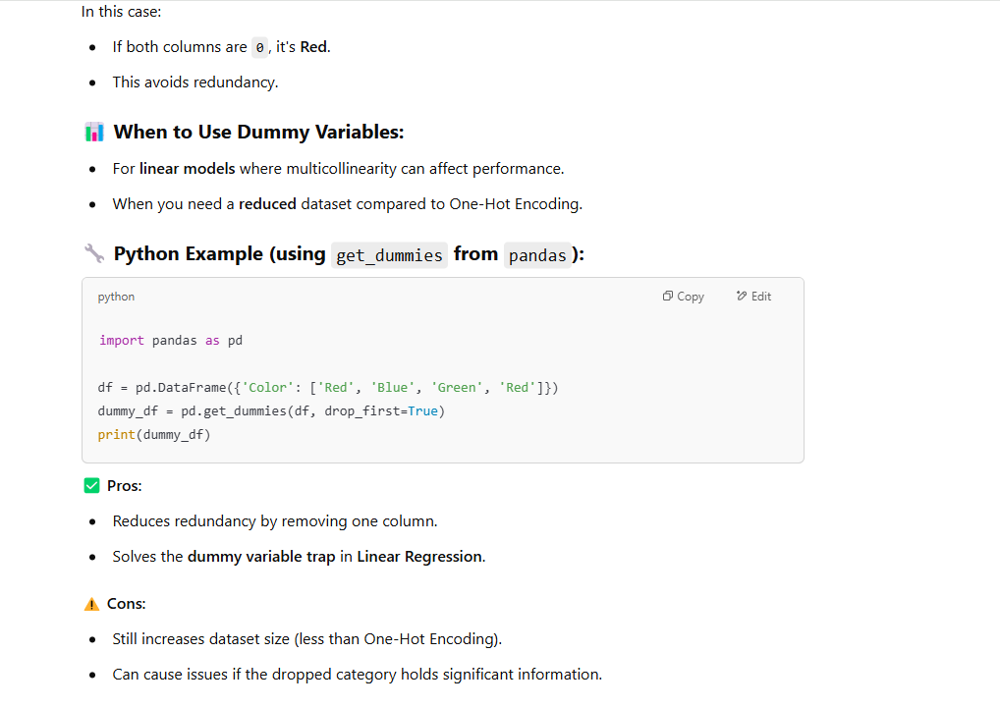 In this case:
If both columns are 0, it's Red.
This avoids redundancy.
When to Use Dummy Variables:
For linear models where multicollinearity can affect performance.
When you need a reduced dataset compared to One-Hot Encoding.
Python Example (using get_dummies from pandas):
python Copy Edit
import pandas as pd
df = pd.DataFrame({'Color': ['Red', 'Blue', 'Green', 'Red']})
dummy_df = pd.get_dummies(df, drop_first=True)
print(dummy_df)
Pros:
Reduces redundancy by removing one column.
Solves the dummy variable trap in Linear Regression.
Cons:
Still increases dataset size (less than One-Hot Encoding).
Can cause issues if the dropped category holds significant information.